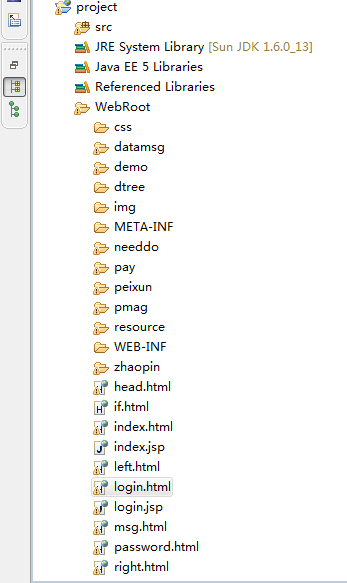 project
src
JRE System Library [Sun JDK 1.6.0_13]
Java EE 5 Libraries
Referenced Libraries
WebRoot
css
datamsg
demo
dtree
img
META-INF
needdo
pay
peixun
pmag
resource
WEB-INF
zhaopin
head.html
if.html
index.html
index.jsp
left.html
login.html
login.jsp
msg.html
password.html
right.html